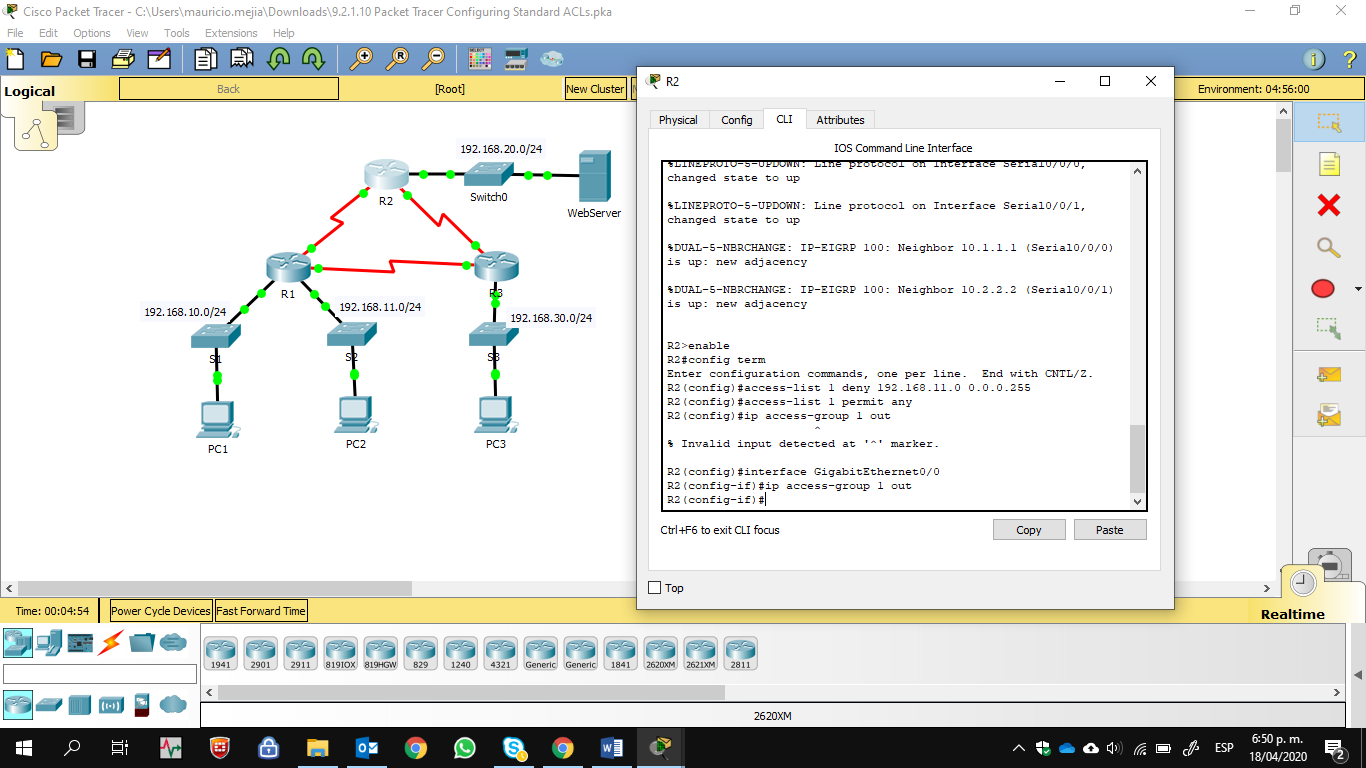 Cisco Packet Tracer - C:\Users\mauricio.mejia\Downloads\9.2.1.10 Packet Tracer Configuring Standard ACLs.pka
File Edit Options View Tools Extensions Help
Logical
Back
[Root]
New Cluster
Environment: 04:56:00
192.168.20.0/24
R2
Switch0
WebServer
R1
R3
192.168.10.0/24
192.168.11.0/24
192.168.30.0/24
S1
S2
S3
PC1
PC2
PC3
R2
Physical Config CLI Attributes
IOS Command Line Interface
%LINEPROTO-5-UPDOWN: Line protocol on Interface Serial0/0/0,
changed state to up
%LINEPROTO-5-UPDOWN: Line protocol on Interface Serial0/0/1,
changed state to up
%DUAL-5-NBRCHANGE: IP-EIGRP 100: Neighbor 10.1.1.1 (Serial0/0/0)
is up: new adjacency
%DUAL-5-NBRCHANGE: IP-EIGRP 100: Neighbor 10.2.2.2 (Serial0/0/1)
is up: new adjacency
R2>enable
R2#config term
Enter configuration commands, one per line.  End with CNTL/Z.
R2(config)#access-list 1 deny 192.168.11.0 0.0.0.255
R2(config)#access-list 1 permit any
R2(config)#ip access-group 1 out
^
% Invalid input detected at '^' marker.
R2(config)#interface GigabitEthernet0/0
R2(config-if)#ip access-group 1 out
R2(config-if)#
Ctrl+F6 to exit CLI focus
Copy
Paste
Top
Time: 00:04:54
Power Cycle Devices
Fast Forward Time
Realtime
1941 2901 2911 819IOX 819HGW 829 1240 4321 Generic Generic 1841 2620XM 2621XM 2811
2620XM
ESP
6:50 p. m.
18/04/2020
2